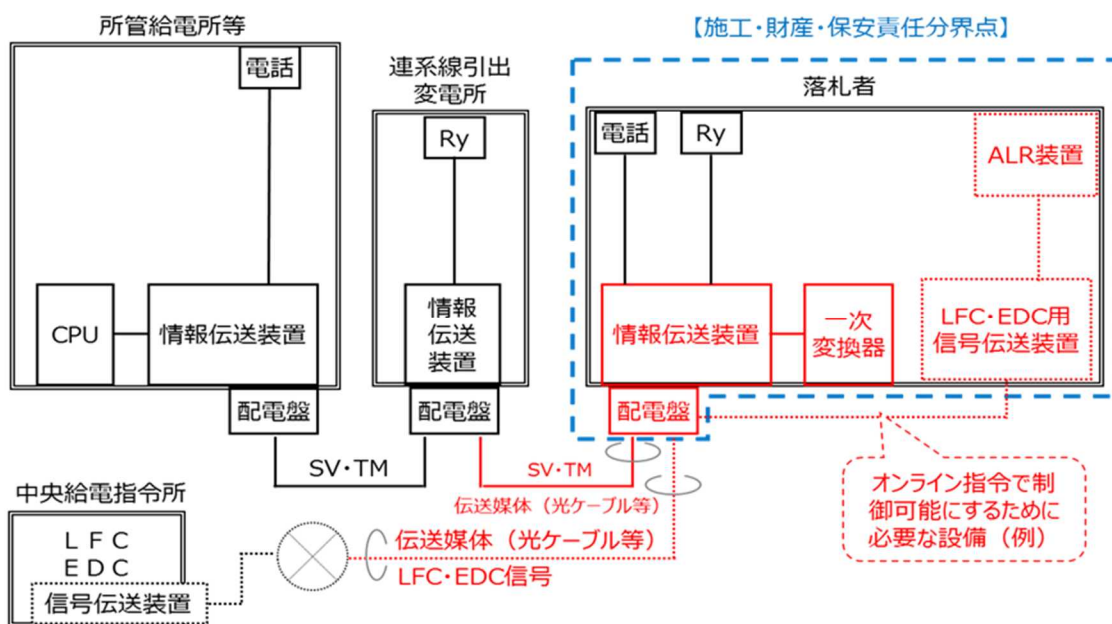 所管給電所等
電話
CPU
情報伝送装置
配電盤
連系線引出
変電所
Ry
情報
伝送
装置
配電盤
【施工・財産・保安責任分界点】
落札者
電話
Ry
ALR装置
情報伝送装置
一次
変換器
LFC・EDC用
信号伝送装置
配電盤
SV・TM
SV・TM
伝送媒体（光ケーブル等）
オンライン指令で制
御可能にするために
必要な設備（例）
中央給電指令所
LFC
EDC
信号伝送装置
伝送媒体（光ケーブル等）
LFC・EDC信号